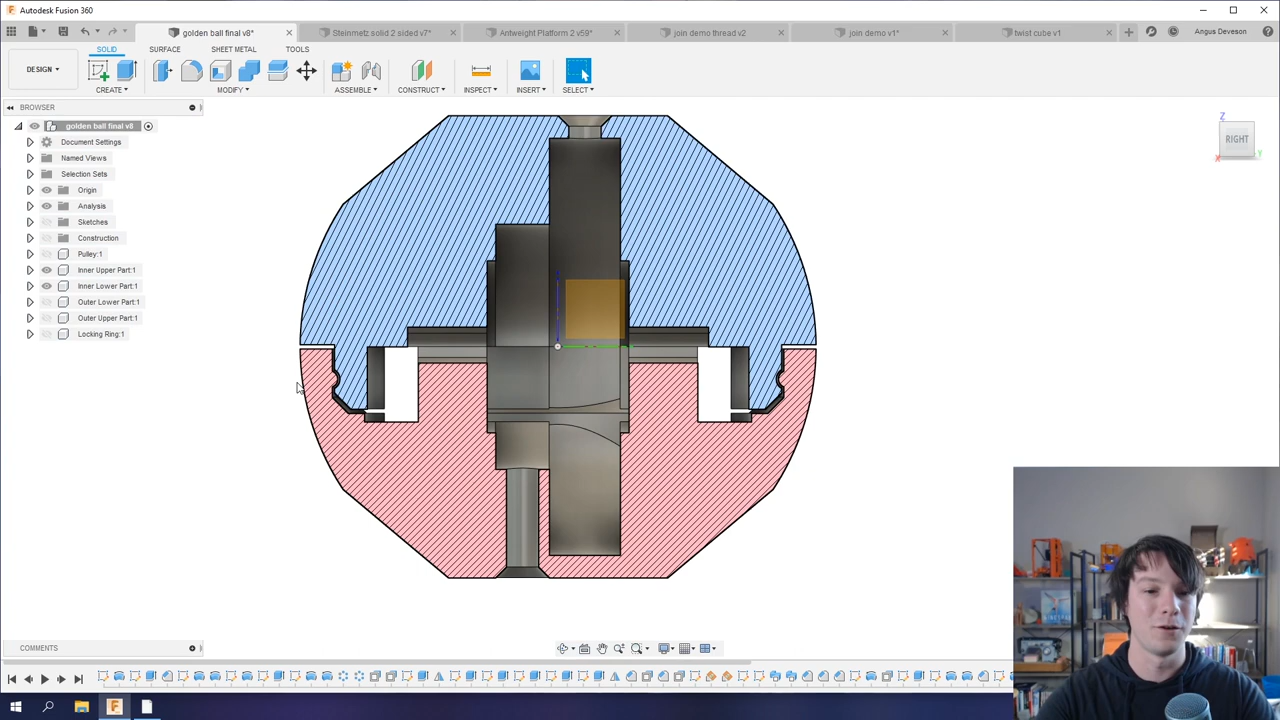 Autodesk Fusion 360
golden ball final v8*
Steinmetz solid 2 sided v7*
Antweight Platform 2 v59*
join demo thread v2
join demo v1*
twist cube v1
Angus Deveson
SOLID
SURFACE
SHEET METAL
TOOLS
DESIGN
CREATE
MODIFY
ASSEMBLE
CONSTRUCT
INSPECT
INSERT
SELECT
BROWSER
golden ball final v8
Document Settings
Named Views
Selection Sets
Origin
Analysis
Sketches
Construction
Pulley:1
Inner Upper Part:1
Inner Lower Part:1
Outer Lower Part:1
Outer Upper Part:1
Locking Ring:1
Z
RIGHT
X
Y
COMMENTS